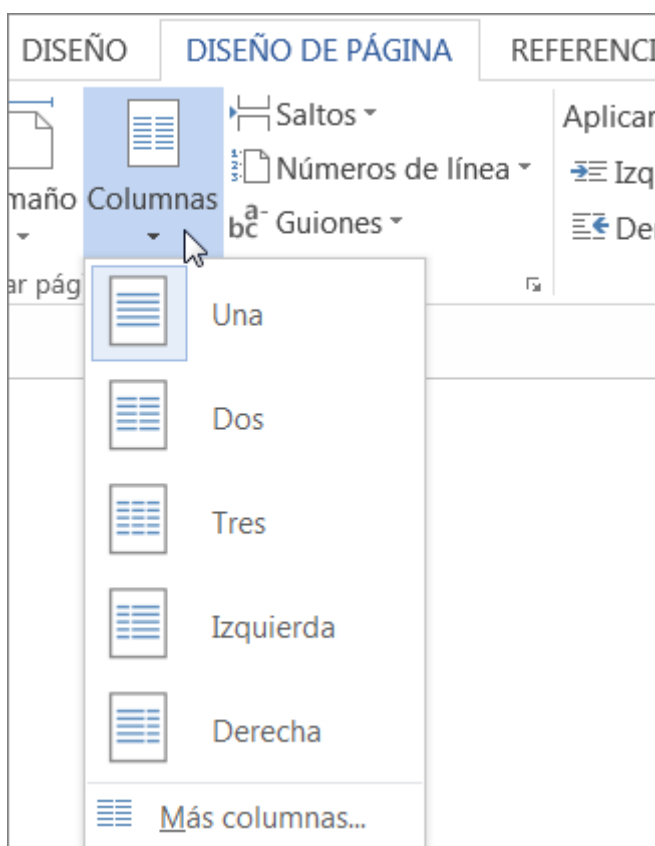 DISEÑO DISEÑO DE PÁGINA REFERENCI
Saltos Aplicar
Números de línea Izq
maño Columnas
Guiones Der
ar pág
Una
Dos
Tres
Izquierda
Derecha
Más columnas...